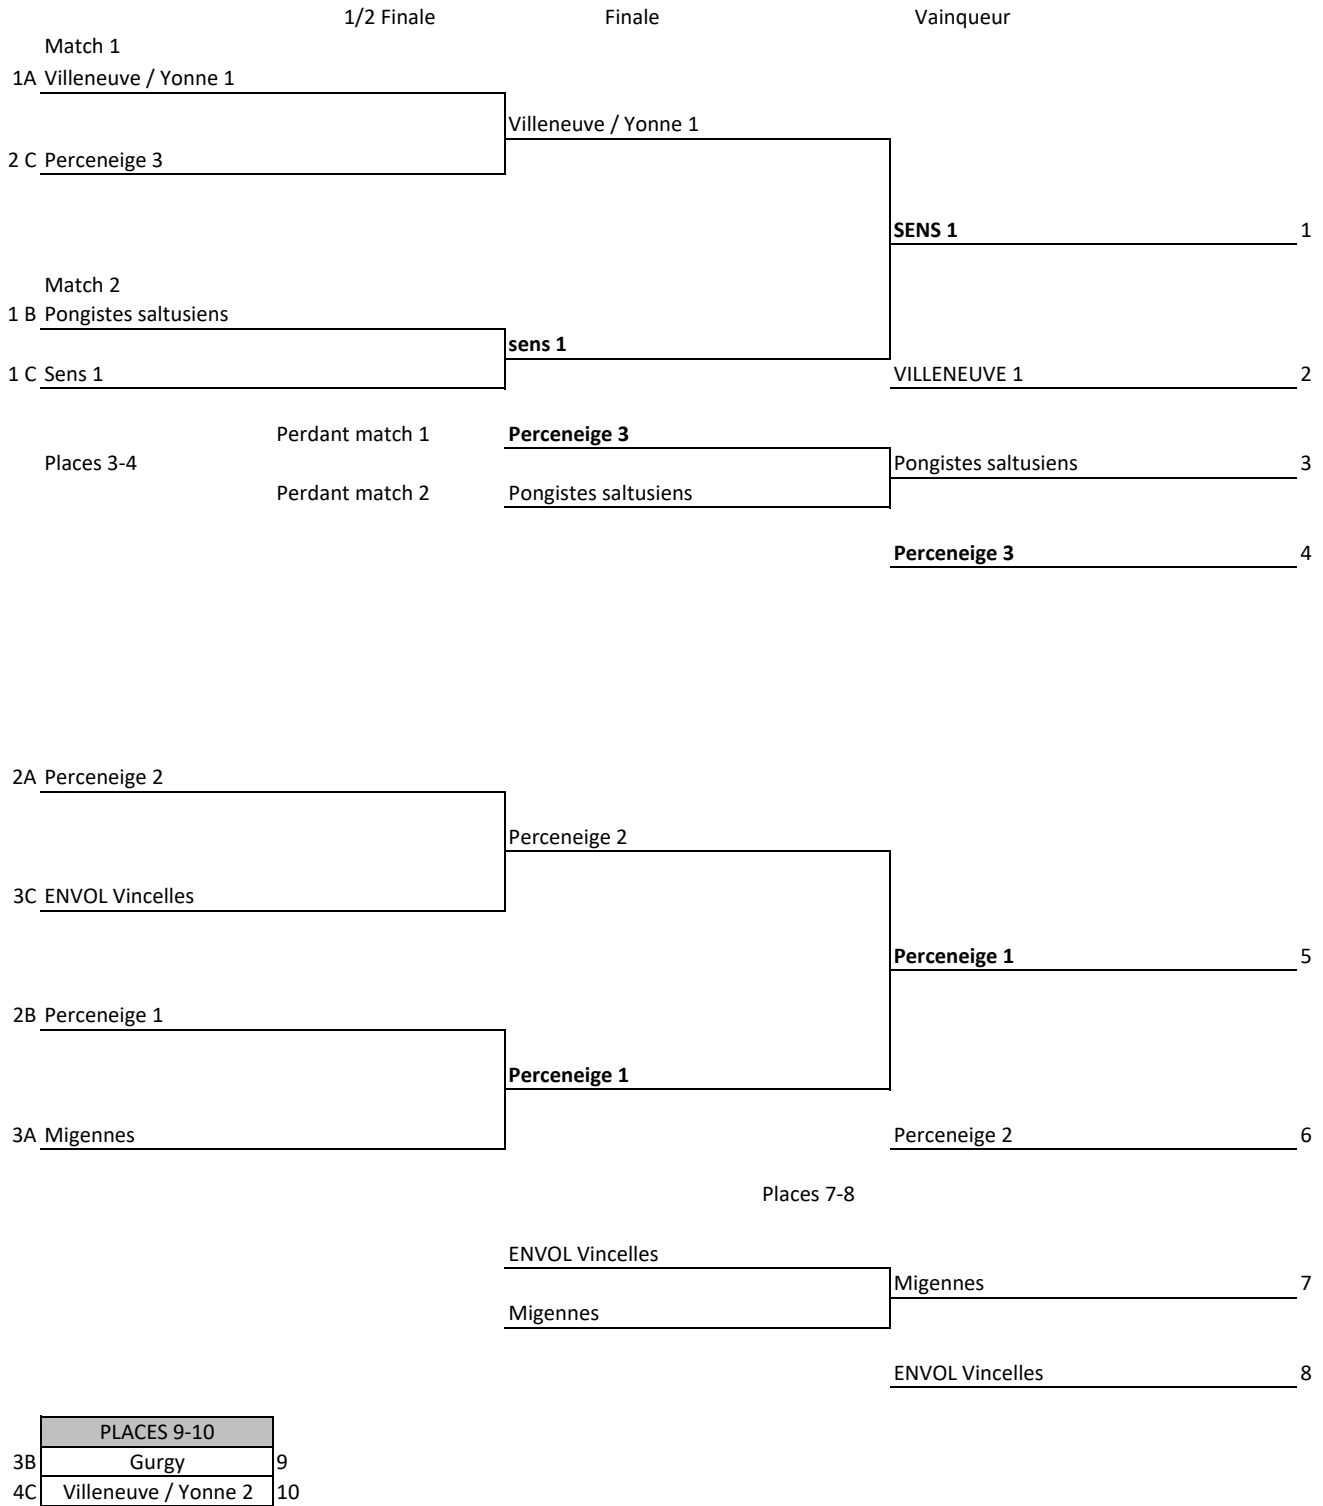 1/2 Finale Finale Vainqueur
Match 1
1A Villeneuve / Yonne 1
Villeneuve / Yonne 1
2 C Perceneige 3
SENS 1 1
Match 2
1 B Pongistes saltusiens
sens 1
1 C Sens 1 VILLENEUVE 1 2
Perdant match 1 Perceneige 3
Places 3-4 Pongistes saltusiens 3
Perdant match 2 Pongistes saltusiens
Perceneige 3 4
2A Perceneige 2
Perceneige 2
3C ENVOL Vincelles
Perceneige 1 5
2B Perceneige 1
Perceneige 1
3A Migennes Perceneige 2 6
Places 7-8
ENVOL Vincelles
Migennes 7
Migennes
ENVOL Vincelles 8
PLACES 9-10
3B Gurgy 9
4C Villeneuve / Yonne 2 10